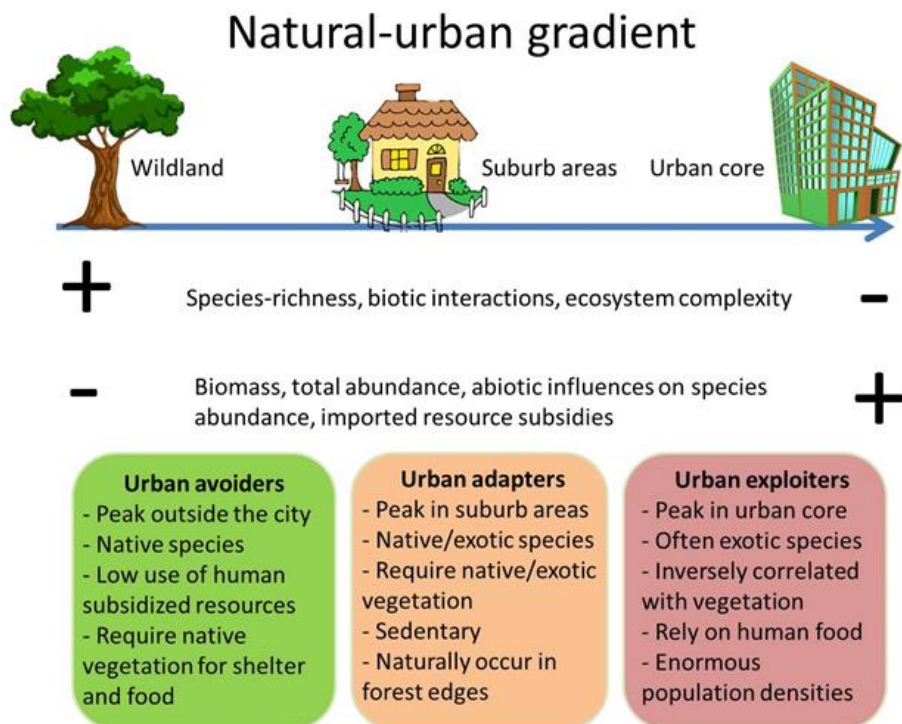 Natural-urban gradient
Wildland
Suburb areas
Urban core
+
Species-richness, biotic interactions, ecosystem complexity
-
-
Biomass, total abundance, abiotic influences on species
abundance, imported resource subsidies
+
Urban avoiders
- Peak outside the city
- Native species
- Low use of human
subsidized resources
- Require native
vegetation for shelter
and food
Urban adapters
- Peak in suburb areas
- Native/exotic species
- Require native/exotic
vegetation
- Sedentary
- Naturally occur in
forest edges
Urban exploiters
- Peak in urban core
- Often exotic species
- Inversely correlated
with vegetation
- Rely on human food
- Enormous
population densities